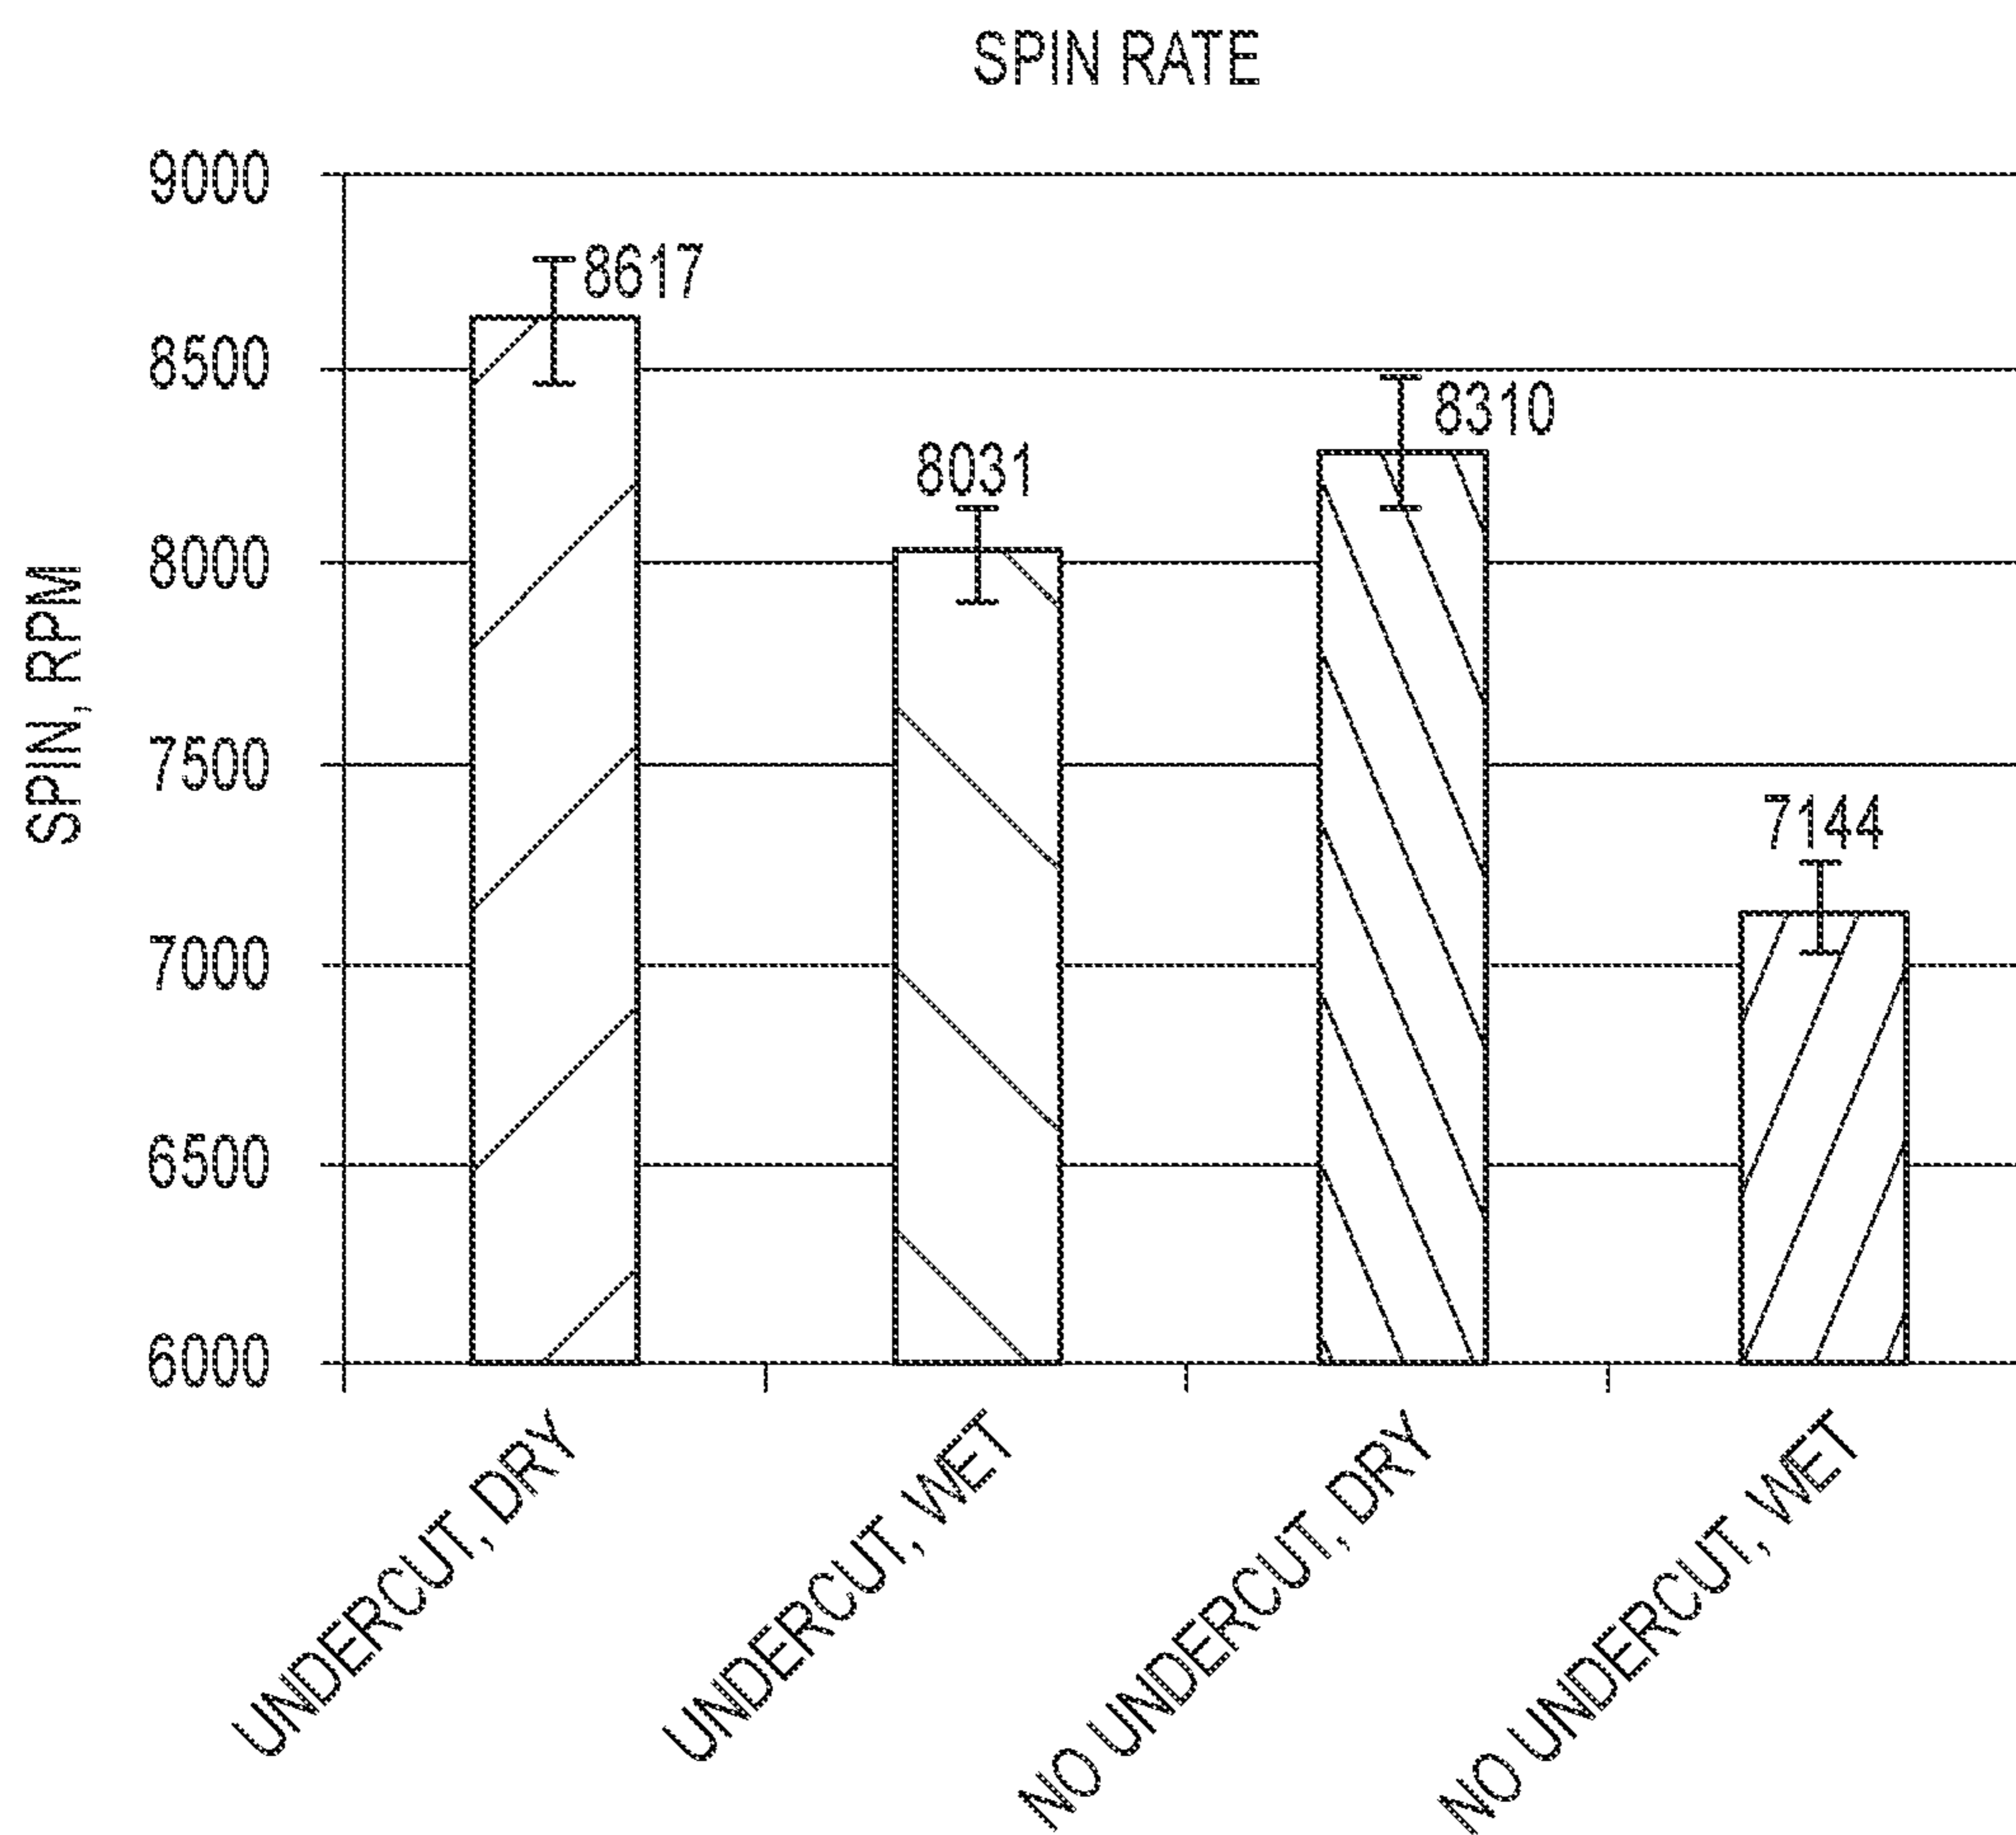 SPIN RATE
SPIN, RPM
9000
8500
8000
7500
7000
6500
6000
8617
8031
8310
7144
UNDERCUT, DRY
UNDERCUT, WET
NO UNDERCUT, DRY
NO UNDERCUT, WET